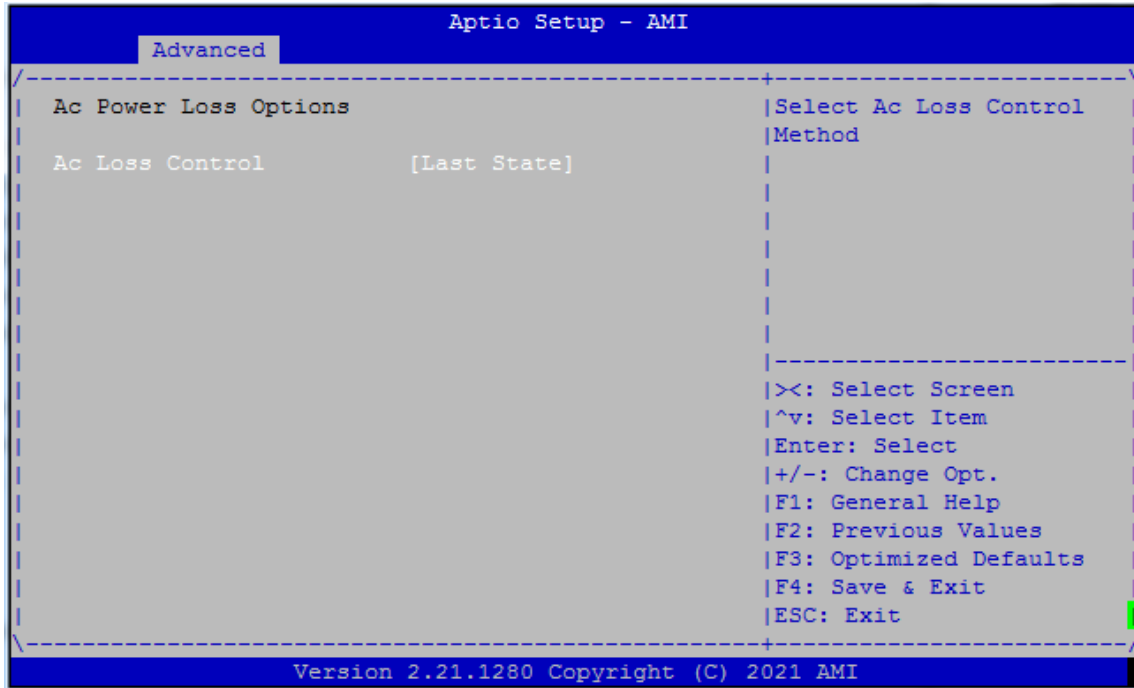 Aptio Setup - AMI
Advanced
Ac Power Loss Options
Ac Loss Control [Last State]
Select Ac Loss Control
Method
><: Select Screen
^v: Select Item
Enter: Select
+/-: Change Opt.
F1: General Help
F2: Previous Values
F3: Optimized Defaults
F4: Save & Exit
ESC: Exit
Version 2.21.1280 Copyright (C) 2021 AMI